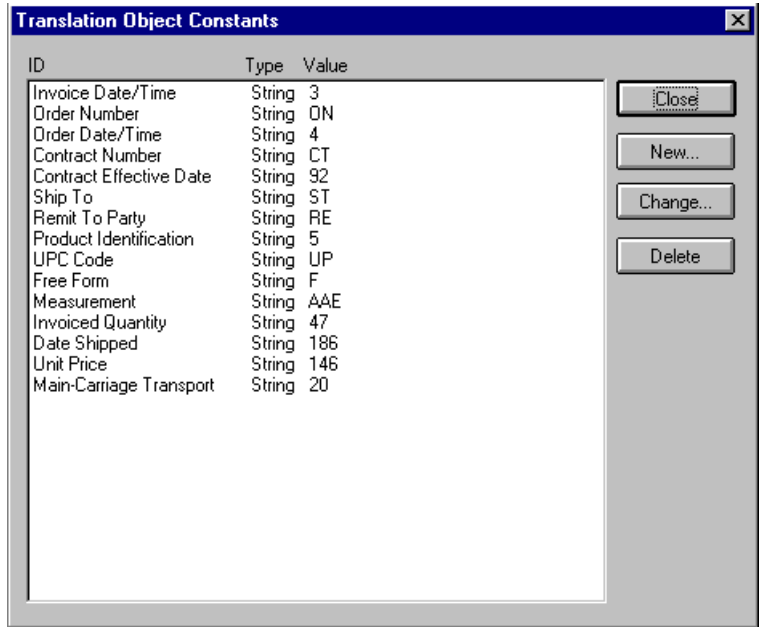 Translation Object Constants
ID Type Value
Invoice Date/Time String 3
Order Number String ON
Order Date/Time String 4
Contract Number String CT
Contract Effective Date String 92
Ship To String ST
Remit To Party String RE
Product Identification String 5
UPC Code String UP
Free Form String F
Measurement String AAE
Invoiced Quantity String 47
Date Shipped String 186
Unit Price String 146
Main-Carriage Transport String 20
Close
New...
Change...
Delete